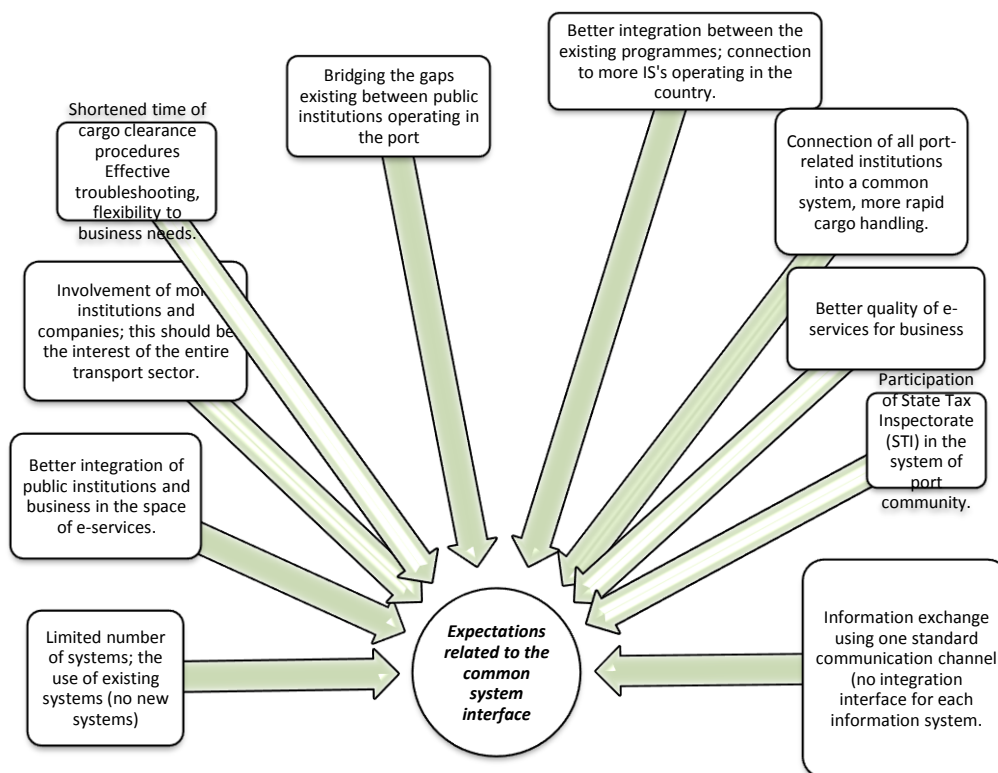 Better integration between the
existing programmes; connection
to more IS's operating in the
country.
Bridging the gaps
existing between public
institutions operating in
the port
Shortened time of
cargo clearance
procedures
Effective
troubleshooting,
flexibility to
business needs.
Connection of all port-
related institutions
into a common
system, more rapid
cargo handling.
Involvement of more
institutions and
companies; this should be
the interest of the entire
transport sector.
Better quality of e-
services for business
Participation
of State Tax
Inspectorate
(STI) in the
system of
port
community.
Better integration of
public institutions and
business in the space
of e-services.
Limited number
of systems; the
use of existing
systems (no new
systems)
Expectations
related to the
common
system
interface
Information exchange
using one standard
communication channel
(no integration
interface for each
information system.